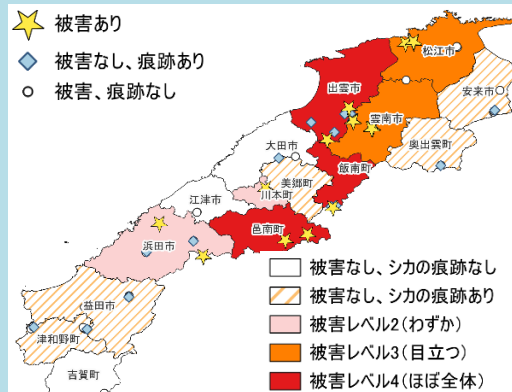 被害あり
被害なし、痕跡あり
被害、痕跡なし
松江市
出雲市
安来市
雲南市
奥出雲町
大田市
飯南町
美郷町
川本町
江津市
邑南町
浜田市
益田市
津和野町
吉賀町
被害なし、シカの痕跡なし
被害なし、シカの痕跡あり
被害レベル2(わずか)
被害レベル3(目立つ)
被害レベル4(ほぼ全体)